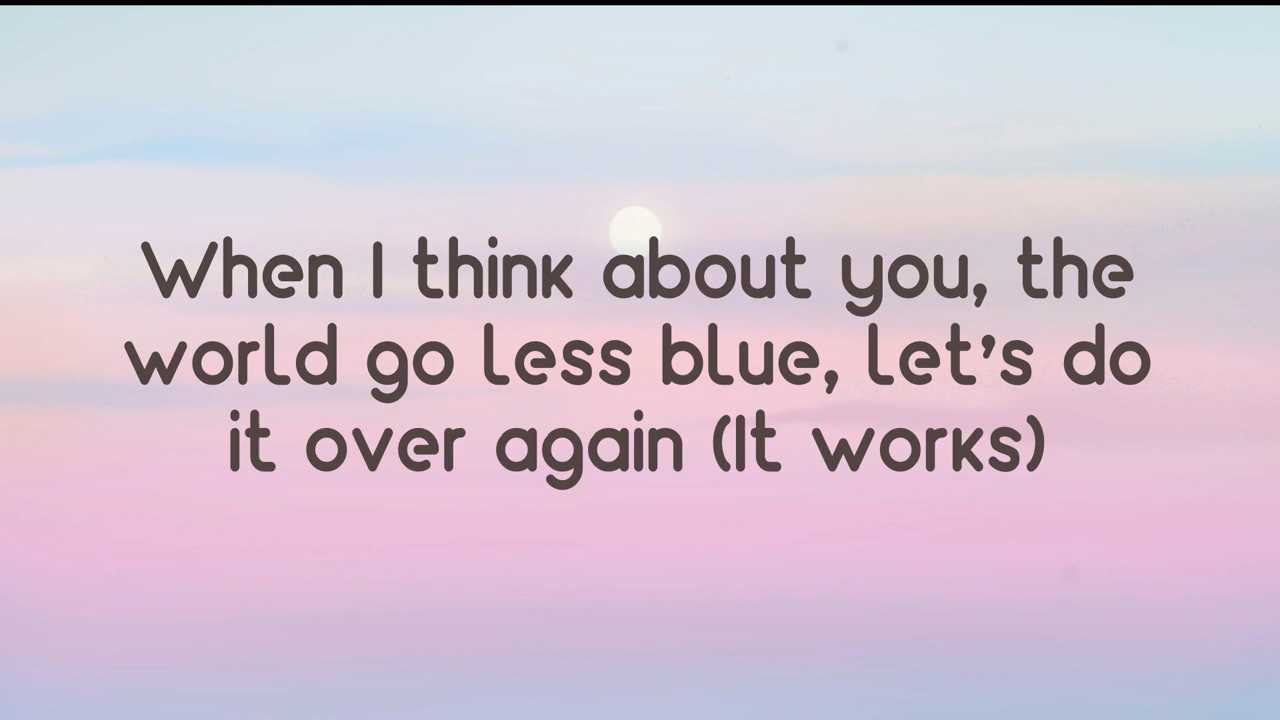 When I think about you, the
world go less blue, let's do
it over again (It works)